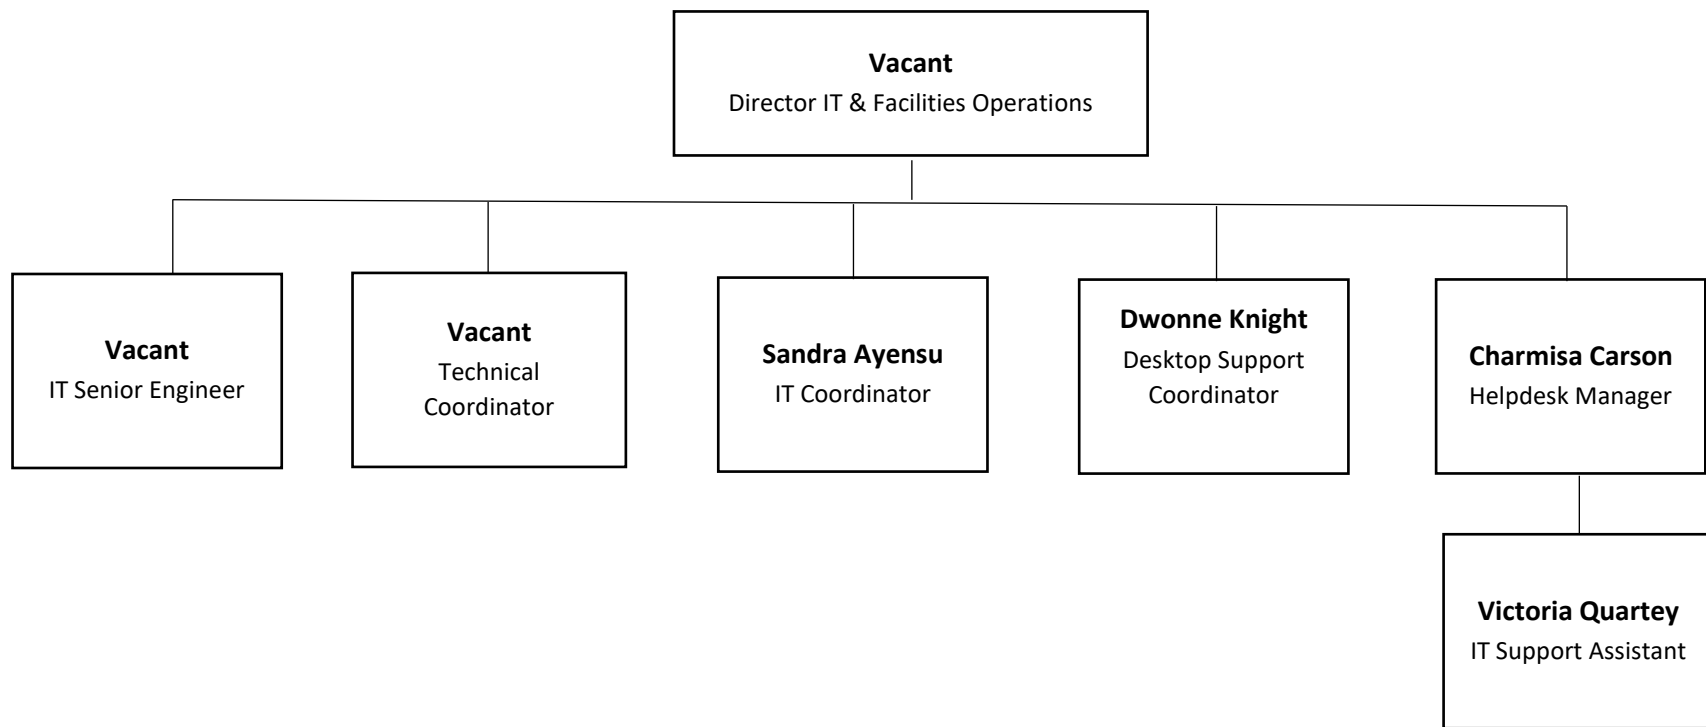 Vacant
Director IT & Facilities Operations
Vacant
IT Senior Engineer
Vacant
Technical
Coordinator
Sandra Ayensu
IT Coordinator
Dwonne Knight
Desktop Support
Coordinator
Charmisa Carson
Helpdesk Manager
Victoria Quartey
IT Support Assistant